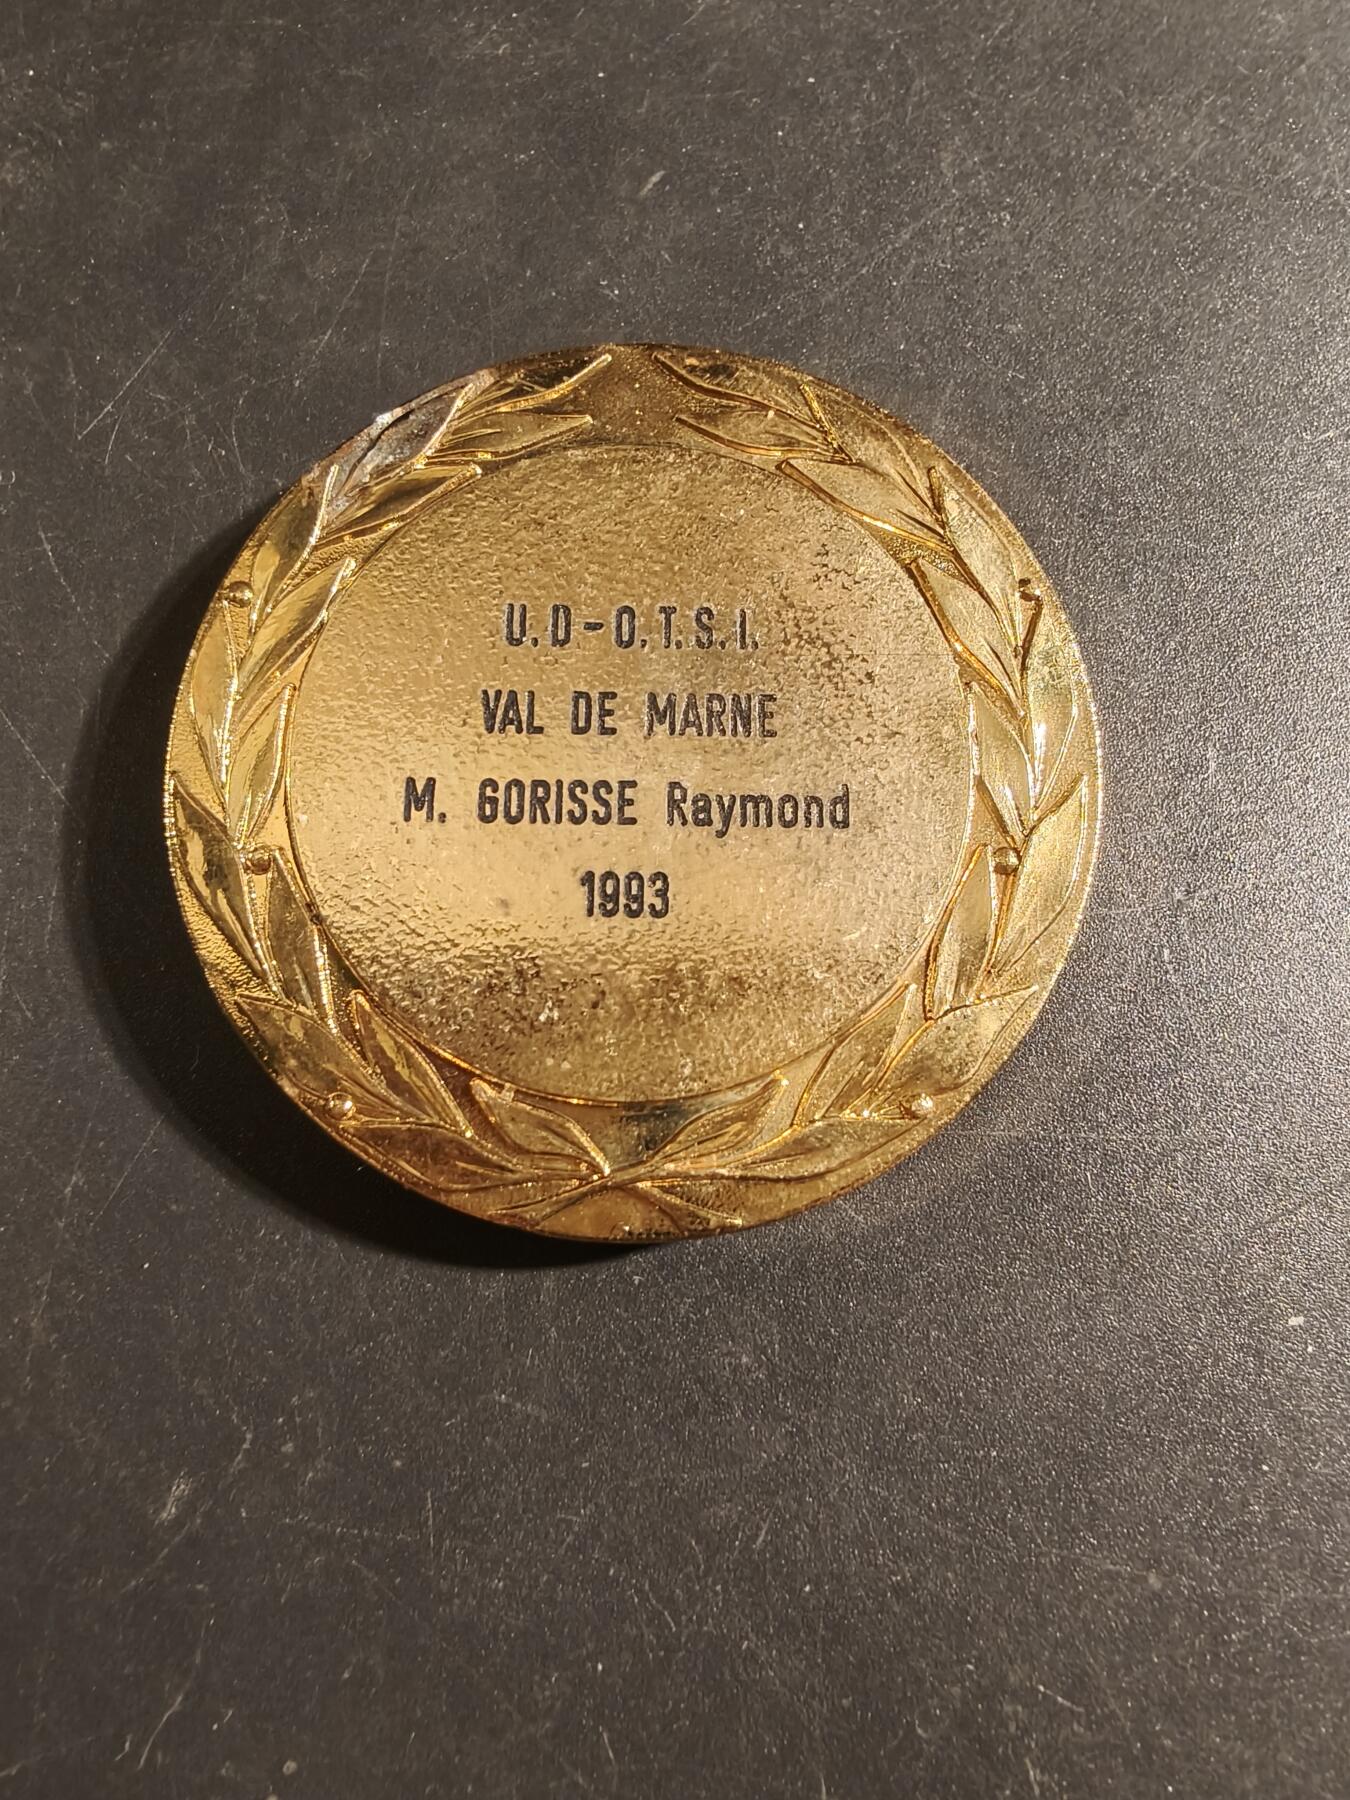 U.D-O.T.S.I.
VAL DE MARNE
M. GORISSE Raymond
1993